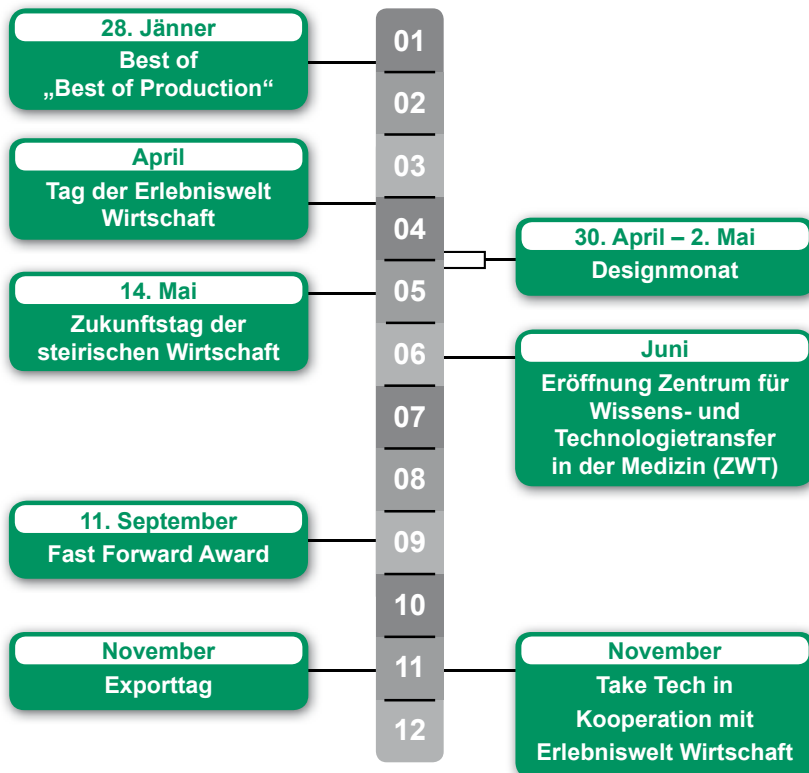 28. Jänner
Best of
„Best of Production“
April
Tag der Erlebniswelt
Wirtschaft
14. Mai
Zukunftstag der
steirischen Wirtschaft
11. September
Fast Forward Award
November
Exporttag
01
02
03
04
05
06
07
08
09
10
11
12
30. April – 2. Mai
Designmonat
Juni
Eröffnung Zentrum für
Wissens- und
Technologietransfer
in der Medizin (ZWT)
November
Take Tech in
Kooperation mit
Erlebniswelt Wirtschaft